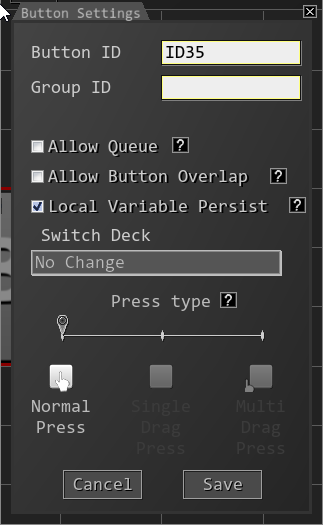 Button Settings
Button ID
ID35
Group ID
Allow Queue ?
Allow Button Overlap ?
Local Variable Persist ?
Switch Deck
No Change
Press type ?
Normal
Press
Single
Drag
Press
Multi
Drag
Press
Cancel
Save